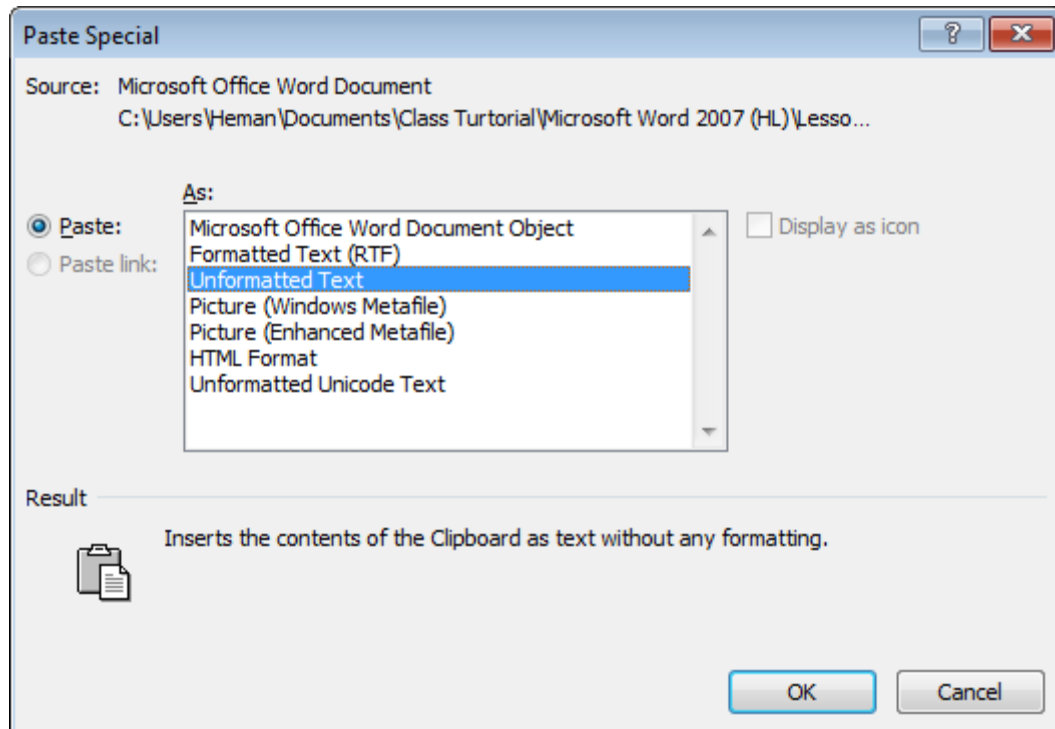 Paste Special
Source: Microsoft Office Word Document
C:\Users\Heman\Documents\Class Turtorial\Microsoft Word 2007 (HL)\Lesso...
As:
Paste:
Paste link:
Microsoft Office Word Document Object
Formatted Text (RTF)
Unformatted Text
Picture (Windows Metafile)
Picture (Enhanced Metafile)
HTML Format
Unformatted Unicode Text
Display as icon
Result
Inserts the contents of the Clipboard as text without any formatting.
OK Cancel